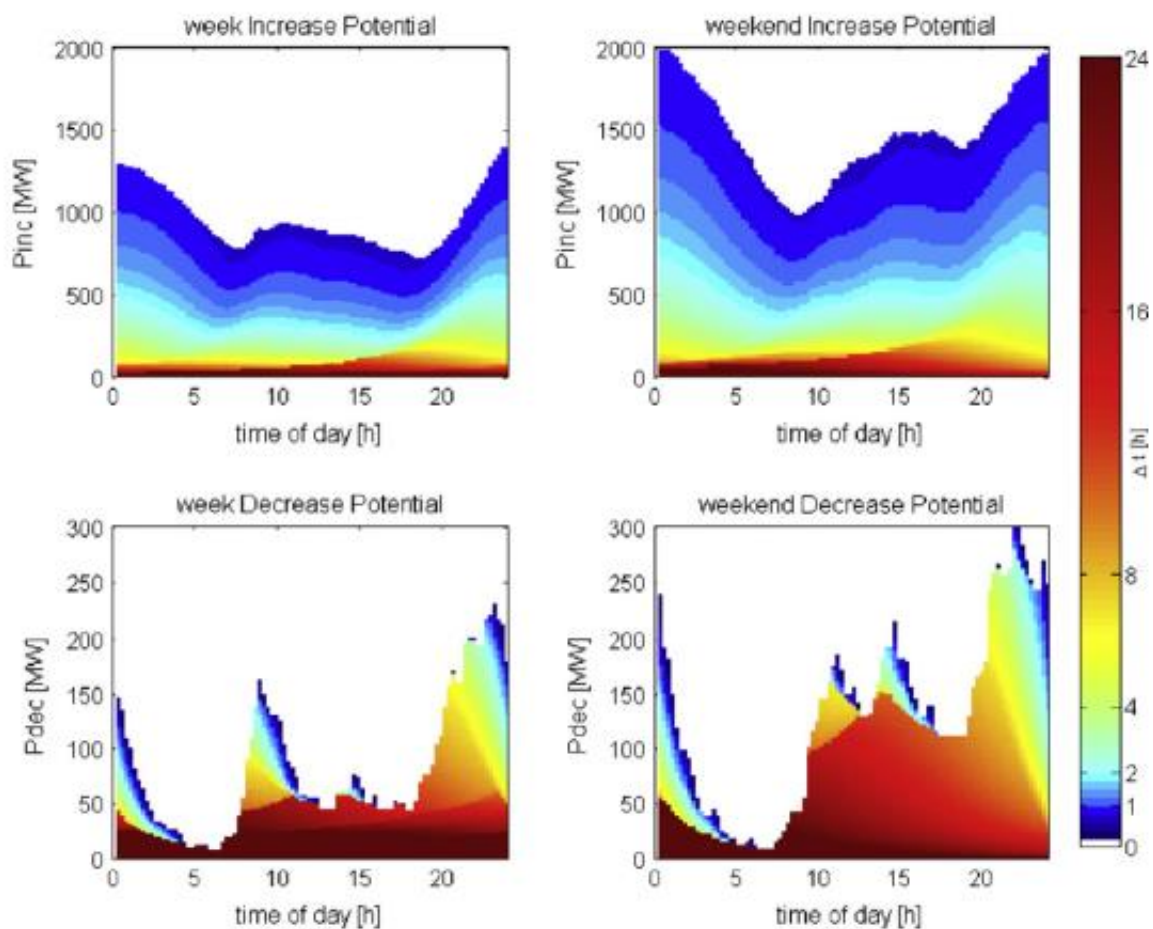 week Increase Potential
weekend Increase Potential
Pinc [MW]
2000
1500
1000
500
0
0 5 10 15 20
time of day [h]
Pinc [MW]
2000
1500
1000
500
0
0 5 10 15 20
time of day [h]
24
16
8
4
2
1
0
Δ t [h]
week Decrease Potential
weekend Decrease Potential
Pdec [MW]
300
250
200
150
100
50
0
0 5 10 15 20
time of day [h]
Pdec [MW]
300
250
200
150
100
50
0
0 5 10 15 20
time of day [h]